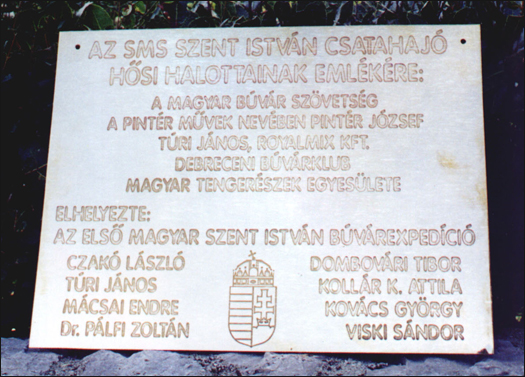 AZ SMS SZENT ISTVÁN CSATAHAJÓ
HŐSI HALOTTAINAK EMLÉKÉRE:
A MAGYAR BÚVÁR SZÖVETSÉG
A PINTÉR MŰVEK NEVÉBEN PINTÉR JÓZSEF
TÚRI JÁNOS, ROYALMIX KFT.
DEBRECENI BÚVÁRKLUB
MAGYAR TENGERÉSZEK EGYESÜLETE
ELHELYEZTE:
AZ ELSŐ MAGYAR SZENT ISTVÁN BÚVÁREXPEDÍCIÓ
CZAKÓ LÁSZLÓ
TÚRI JÁNOS
MÁCSAI ENDRE
Dr. PÁLFI ZOLTÁN
DOMBOVÁRI TIBOR
KOLLÁR K. ATTILA
KOVÁCS GYÖRGY
VISKI SÁNDOR